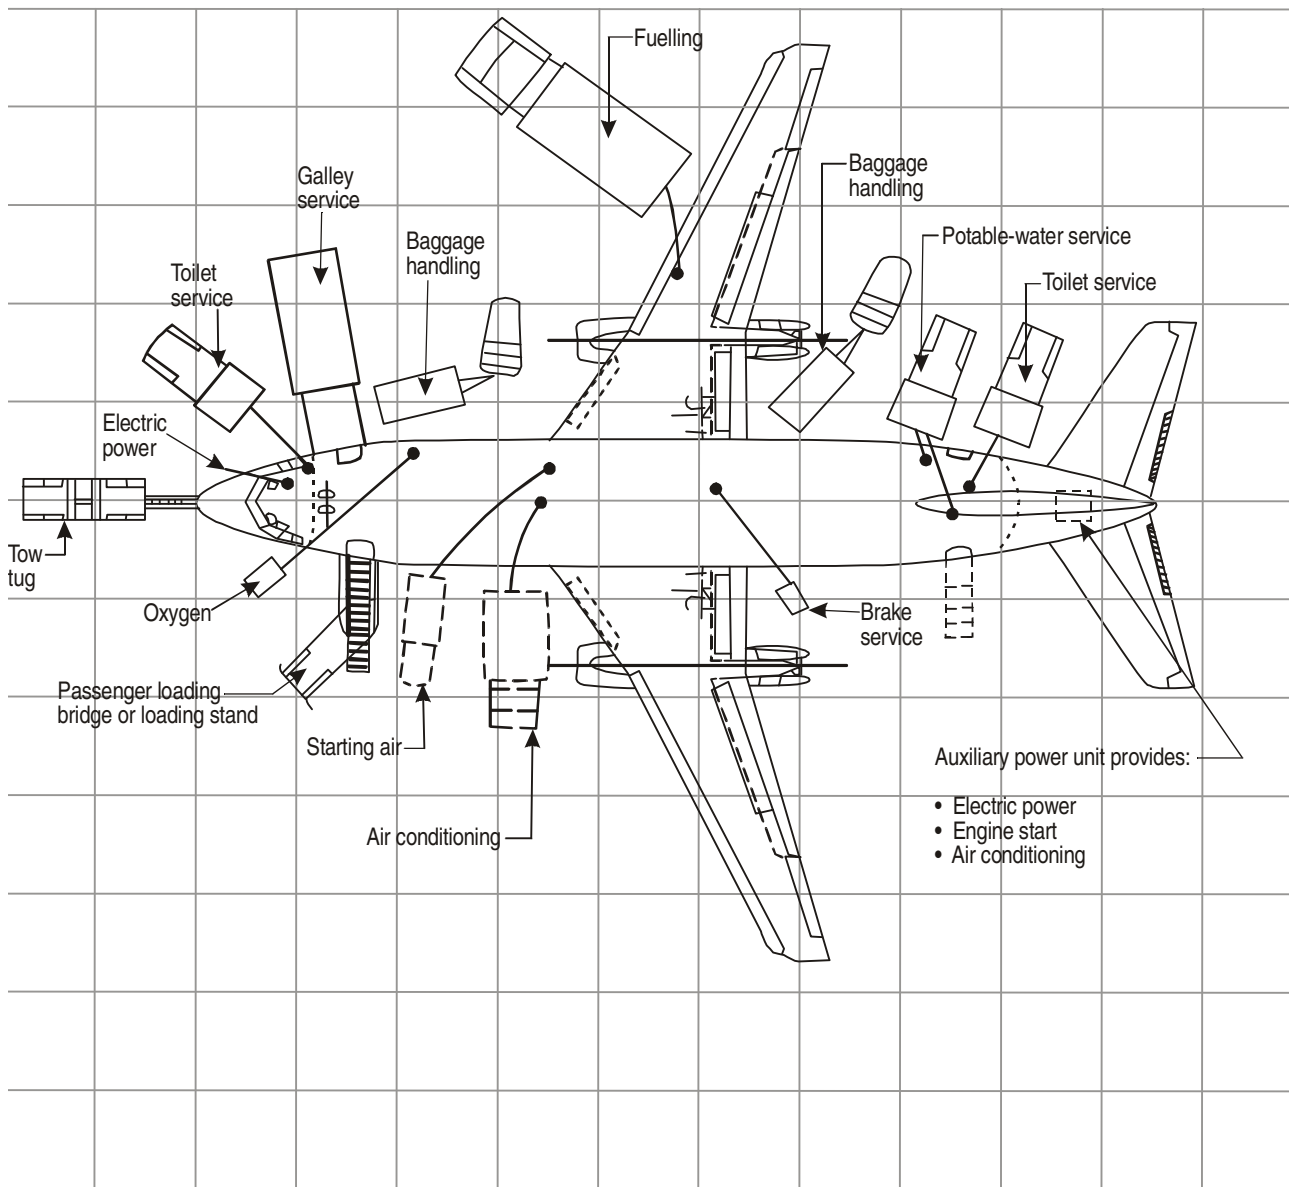 Fuelling
Galley
service
Baggage
handling
Baggage
handling
Potable-water service
Toilet service
Toilet
service
Electric
power
Tow
tug
Oxygen
Brake
service
Passenger loading
bridge or loading stand
Starting air
Air conditioning
Auxiliary power unit provides:
• Electric power
• Engine start
• Air conditioning